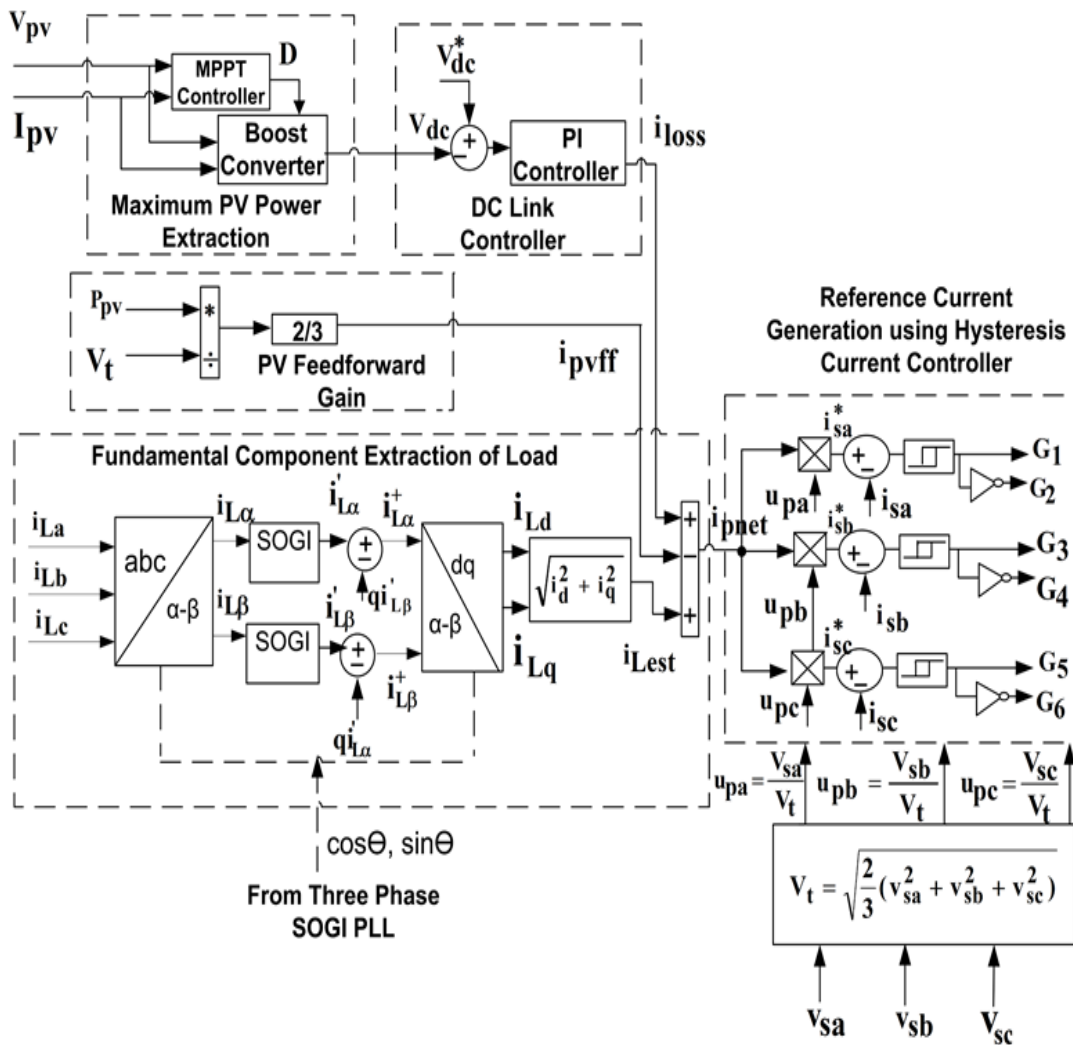 Vpv
Ipv
MPPT
Controller
D
Boost
Converter
Maximum PV Power
Extraction
V*dc
Vdc
+
−
PI
Controller
iloss
DC Link
Controller
Ppv
Vt
*
÷
2/3
PV Feedforward
Gain
ipvff
Reference Current
Generation using Hysteresis
Current Controller
Fundamental Component Extraction of Load
iLa
iLb
iLc
abc
α-β
iLα
iLβ
SOGI
SOGI
i'Lα
i'Lβ
+
−
+
−
qi'Lβ
qi'Lα
i+Lα
i+Lβ
dq
α-β
iLd
iLq
√(i²d + i²q)
iLest
+
−
+
ipnet
i*sa
+
−
upa
isa
G1
G2
i*sb
+
−
upb
isb
G3
G4
i*sc
+
−
upc
isc
G5
G6
cosΘ, sinΘ
From Three Phase
SOGI PLL
upa = Vsa/Vt
upb = Vsb/Vt
upc = Vsc/Vt
Vt = √(2/3 (v²sa + v²sb + v²sc))
vsa
vsb
vsc